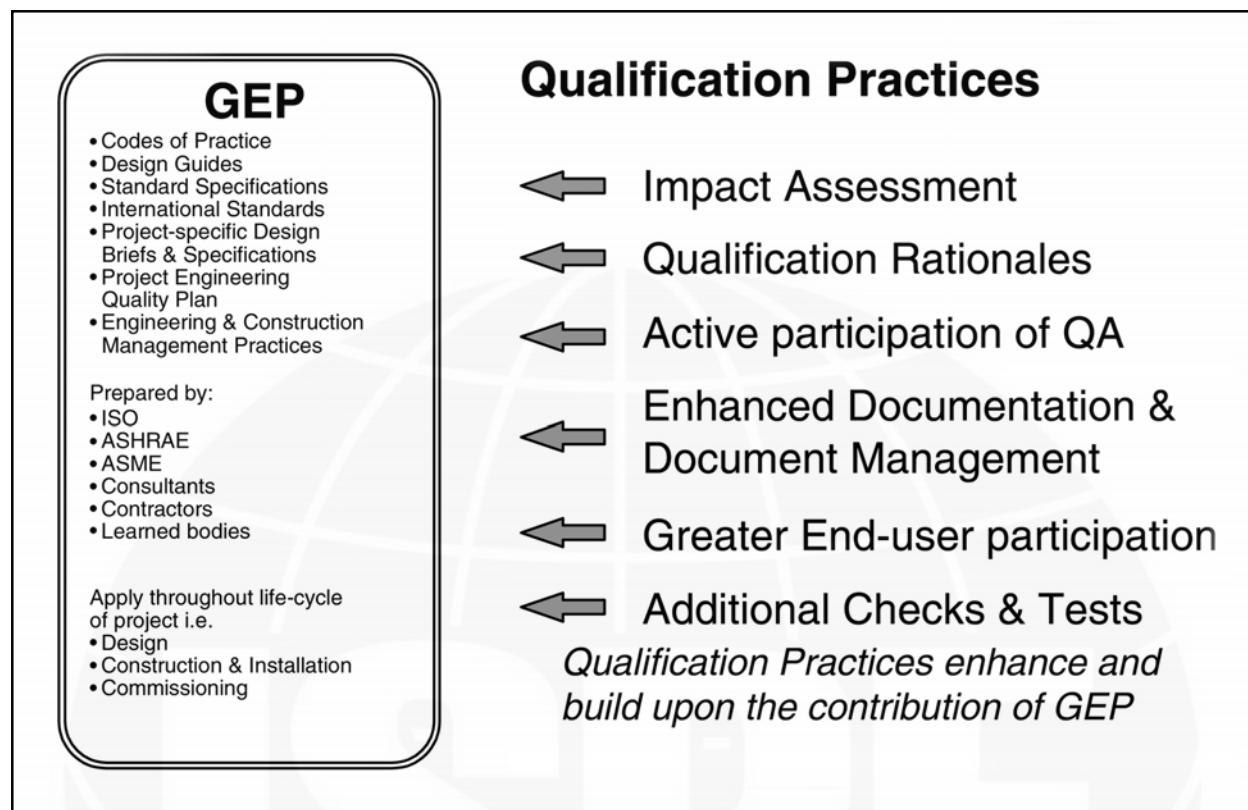 GEP
• Codes of Practice
• Design Guides
• Standard Specifications
• International Standards
• Project-specific Design
Briefs & Specifications
• Project Engineering
Quality Plan
• Engineering & Construction
Management Practices
Prepared by:
• ISO
• ASHRAE
• ASME
• Consultants
• Contractors
• Learned bodies
Apply throughout life-cycle
of project i.e.
• Design
• Construction & Installation
• Commissioning
Qualification Practices
Impact Assessment
Qualification Rationales
Active participation of QA
Enhanced Documentation &
Document Management
Greater End-user participation
Additional Checks & Tests
Qualification Practices enhance and
build upon the contribution of GEP